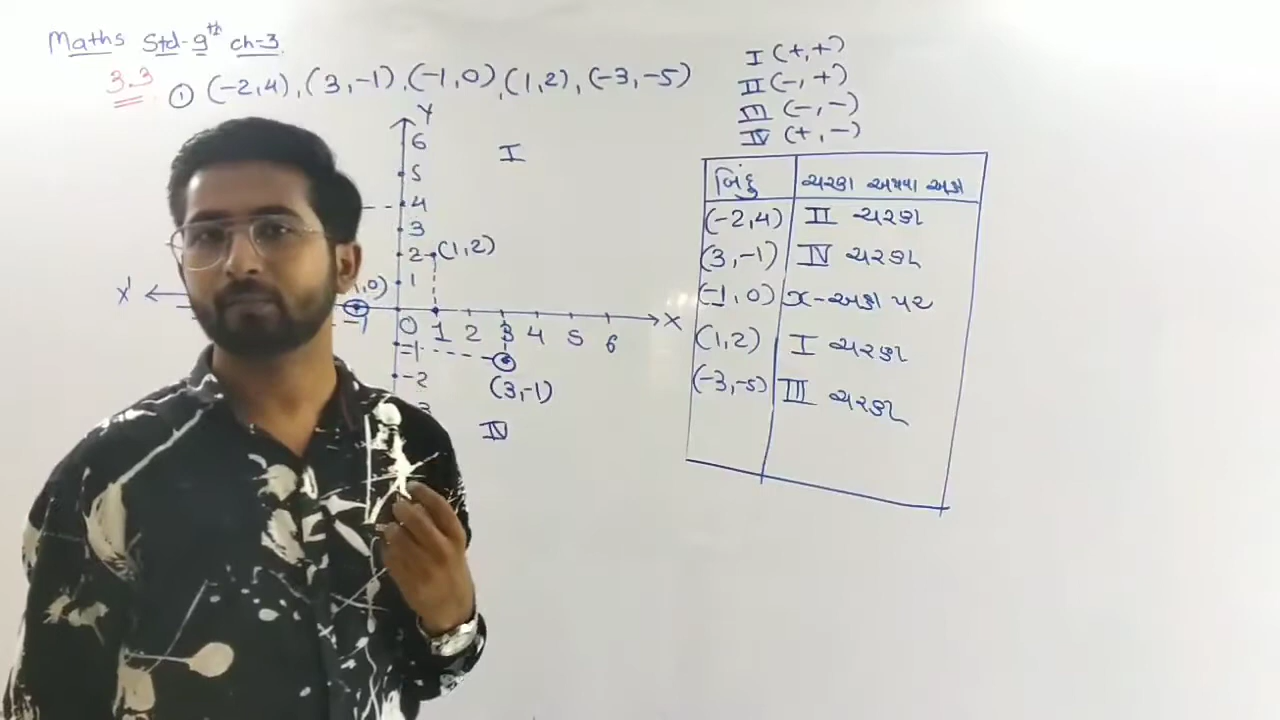 Maths Std-9th ch-3.
3.3
① (-2,4), (3,-1), (-1,0), (1,2), (-3,-5)
I (+,+)
II (-,+)
III (-,-)
IV (+,-)
Y
6
5
4
3
2
1
I
(1,2)
,0)
X'
-1
0 1 2 3 4 5 6
X
-1
-2
3
(3,-1)
IV
બિંદુ ચરણ અથવા અક્ષ
(-2,4) II ચરણ
(3,-1) IV ચરણ
(-1,0) x-અક્ષ પર
(1,2) I ચરણ
(-3,-5) III ચરણ